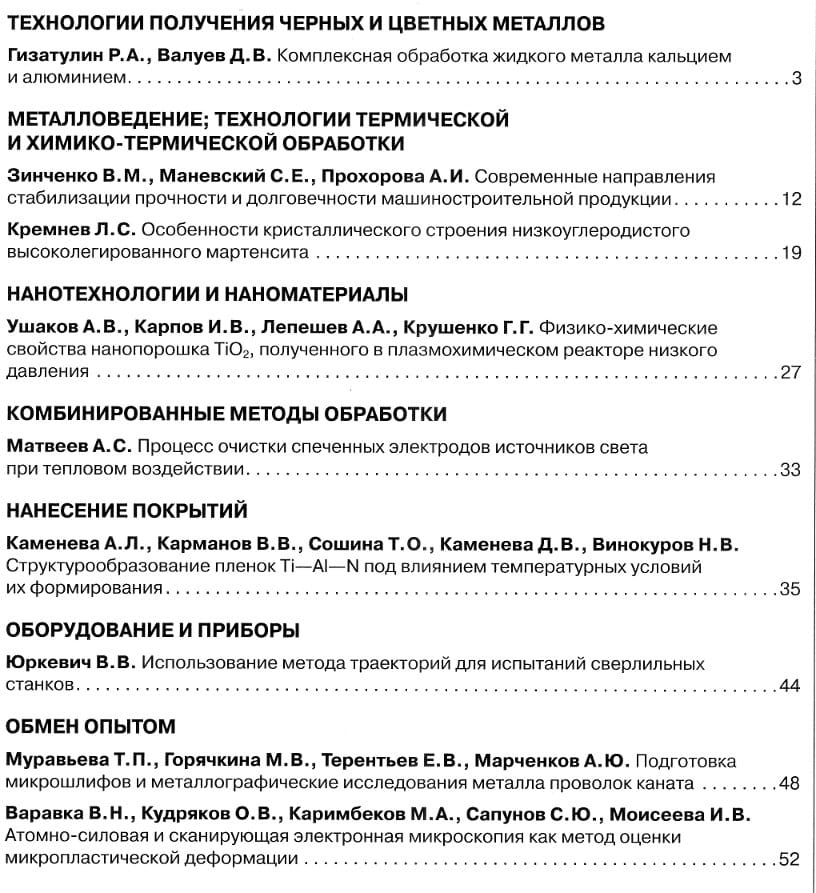 ТЕХНОЛОГИИ ПОЛУЧЕНИЯ ЧЕРНЫХ И ЦВЕТНЫХ МЕТАЛЛОВ
Гизатулин Р.А., Валуев Д.В. Комплексная обработка жидкого металла кальцием
и алюминием. . . . . . . . . . . . . . . . . . . . . . . . . . . . . . 3
МЕТАЛЛОВЕДЕНИЕ; ТЕХНОЛОГИИ ТЕРМИЧЕСКОЙ
И ХИМИКО-ТЕРМИЧЕСКОЙ ОБРАБОТКИ
Зинченко В.М., Маневский С.Е., Прохорова А.И. Современные направления
стабилизации прочности и долговечности машиностроительной продукции. . . . . . . . . . . 12
Кремнев Л.С. Особенности кристаллического строения низкоуглеродистого
высоколегированного мартенсита . . . . . . . . . . . . . . . . . . . . 19
НАНОТЕХНОЛОГИИ И НАНОМАТЕРИАЛЫ
Ушаков А.В., Карпов И.В., Лепешев А.А., Крушенко Г.Г. Физико-химические
свойства нанопорошка TiO₂, полученного в плазмохимическом реакторе низкого
давления . . . . . . . . . . . . . . . . . . . . . . . . . . . . . . 27
КОМБИНИРОВАННЫЕ МЕТОДЫ ОБРАБОТКИ
Матвеев А.С. Процесс очистки спеченных электродов источников света
при тепловом воздействии. . . . . . . . . . . . . . . . . . . . . . . 33
НАНЕСЕНИЕ ПОКРЫТИЙ
Каменева А.Л., Карманов В.В., Сошина Т.О., Каменева Д.В., Винокуров Н.В.
Структурообразование пленок Ti—Al—N под влиянием температурных условий
их формирования. . . . . . . . . . . . . . . . . . . . . . . . . . . 35
ОБОРУДОВАНИЕ И ПРИБОРЫ
Юркевич В.В. Использование метода траекторий для испытаний сверлильных
станков. . . . . . . . . . . . . . . . . . . . . . . . . . . . . . . 44
ОБМЕН ОПЫТОМ
Муравьева Т.П., Горячкина М.В., Терентьев Е.В., Марченков А.Ю. Подготовка
микрошлифов и металлографические исследования металла проволок каната . . . . . . . . 48
Варавка В.Н., Кудряков О.В., Каримбеков М.А., Сапунов С.Ю., Моисеева И.В.
Атомно-силовая и сканирующая электронная микроскопия как метод оценки
микропластической деформации . . . . . . . . . . . . . . . . . . . . . 52